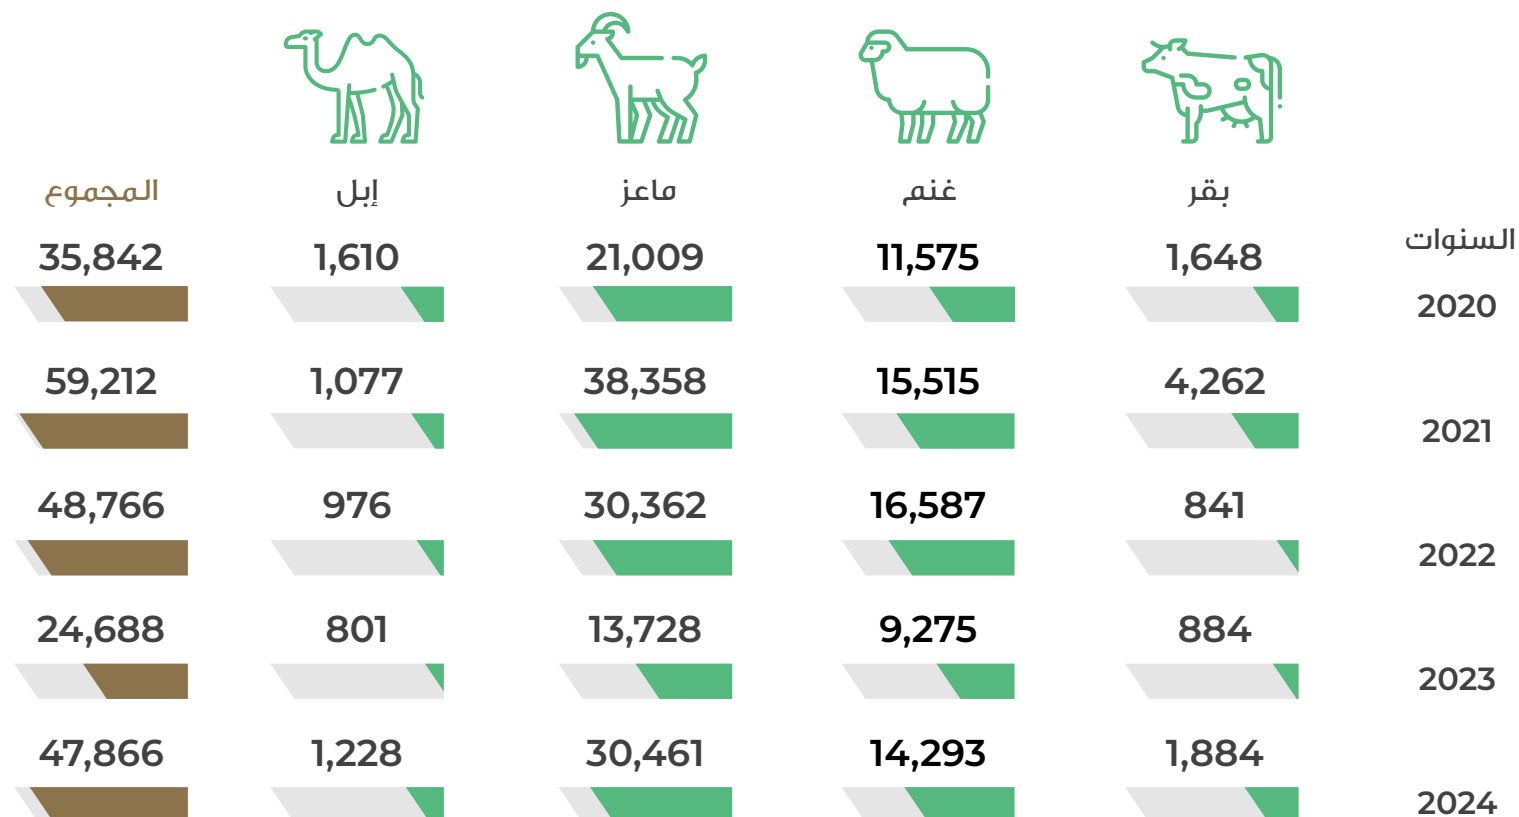 بقر غنم ماعز إبل المجموع
السنوات
1,648 11,575 21,009 1,610 35,842
2020
4,262 15,515 38,358 1,077 59,212
2021
841 16,587 30,362 976 48,766
2022
884 9,275 13,728 801 24,688
2023
1,884 14,293 30,461 1,228 47,866
2024